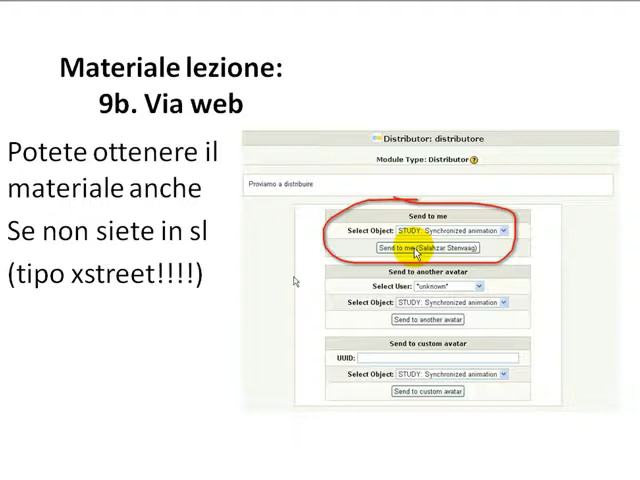 Materiale lezione:
9b. Via web
Potete ottenere il
materiale anche
Se non siete in sl
(tipo xstreet!!!!)
Distributor: distributore
Module Type: Distributor
Proviamo a distribuire
Send to me
Select Object: STUDY: Synchronized animation
Send to me (Salahzar Stenvaag)
Send to another avatar
Select User: *unknown*
Select Object: STUDY: Synchronized animation
Send to another avatar
Send to custom avatar
UUID:
Select Object: STUDY: Synchronized animation
Send to custom avatar